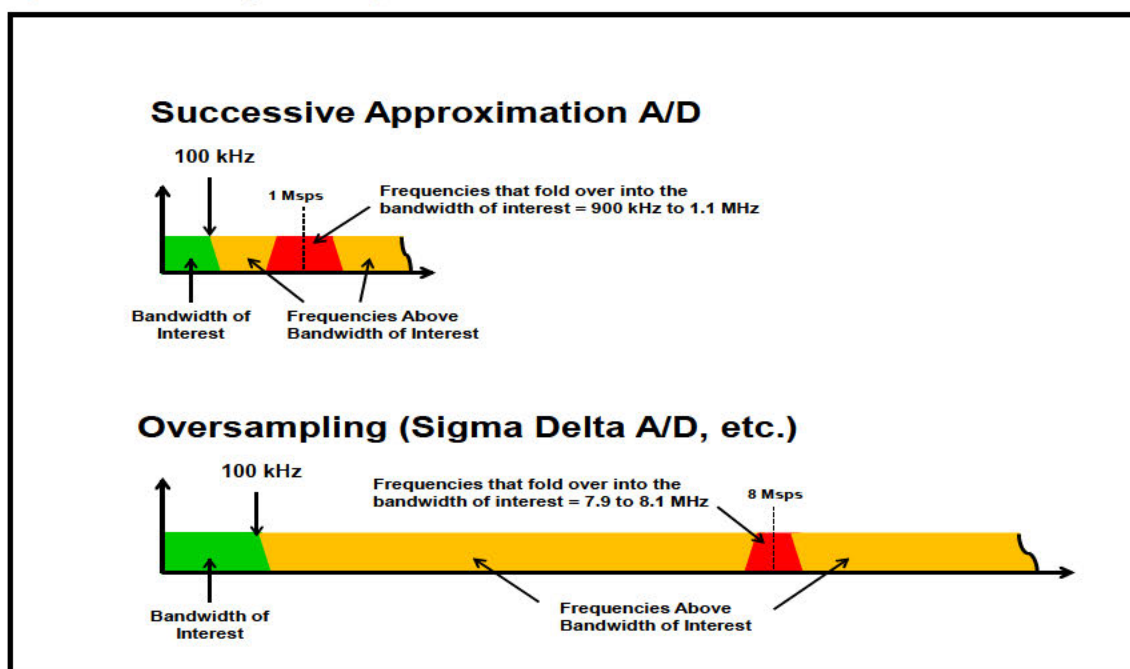 Successive Approximation A/D
100 kHz
1 Msps
Frequencies that fold over into the
bandwidth of interest = 900 kHz to 1.1 MHz
Bandwidth of
Interest
Frequencies Above
Bandwidth of Interest
Oversampling (Sigma Delta A/D, etc.)
100 kHz
Frequencies that fold over into the
bandwidth of interest = 7.9 to 8.1 MHz
8 Msps
Bandwidth of
Interest
Frequencies Above
Bandwidth of Interest